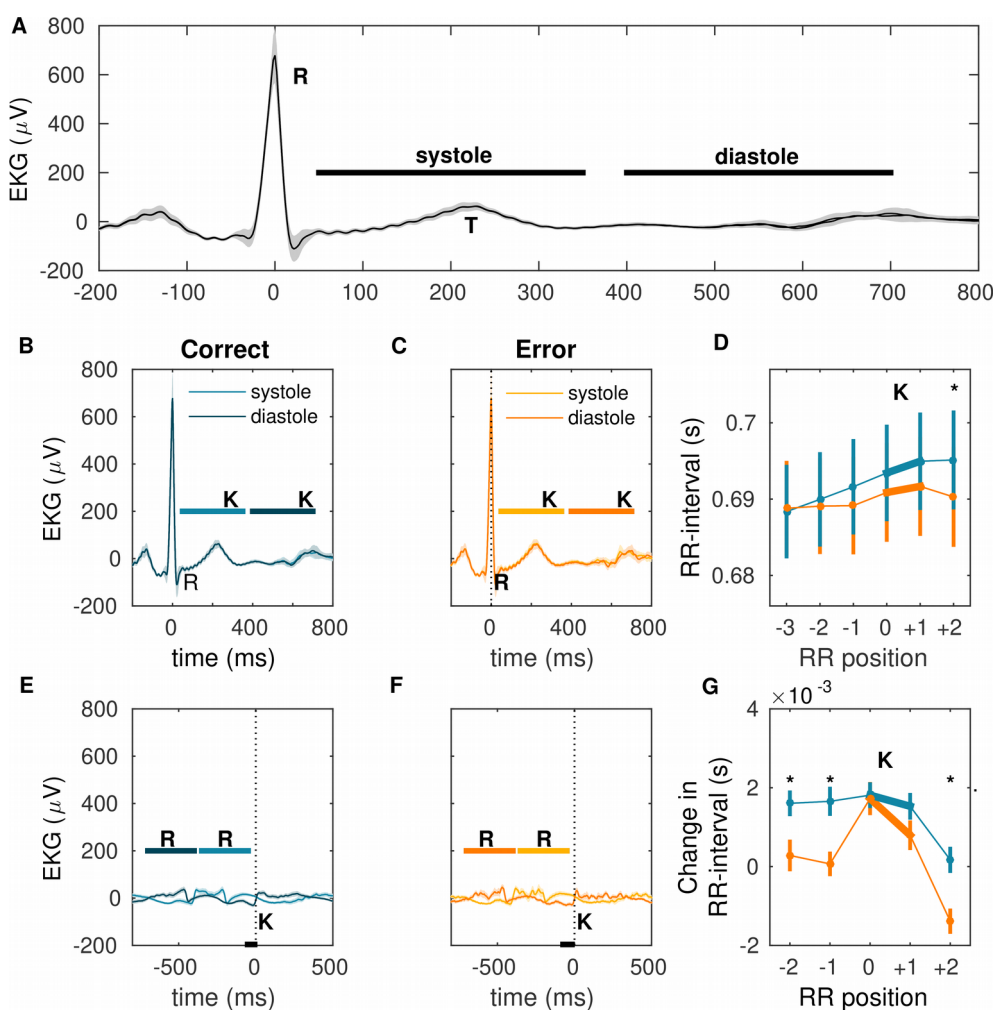 A
800
600
400
200
0
-200
EKG (μV)
R
systole
diastole
T
-200 -100 0 100 200 300 400 500 600 700 800
B
Correct
800
600
400
200
0
-200
EKG (μV)
systole
diastole
K K
R
0 400 800
time (ms)
C
Error
systole
diastole
K K
R
0 400 800
time (ms)
D
K *
0.7
0.69
0.68
RR-interval (s)
-3 -2 -1 0 +1 +2
RR position
E
800
600
400
200
0
-200
EKG (μV)
R R
K
-500 0 500
time (ms)
F
R R
K
-500 0 500
time (ms)
G
×10-3
4
2
0
-2
Change in
RR-interval (s)
K
* * *
-2 -1 0 +1 +2
RR position